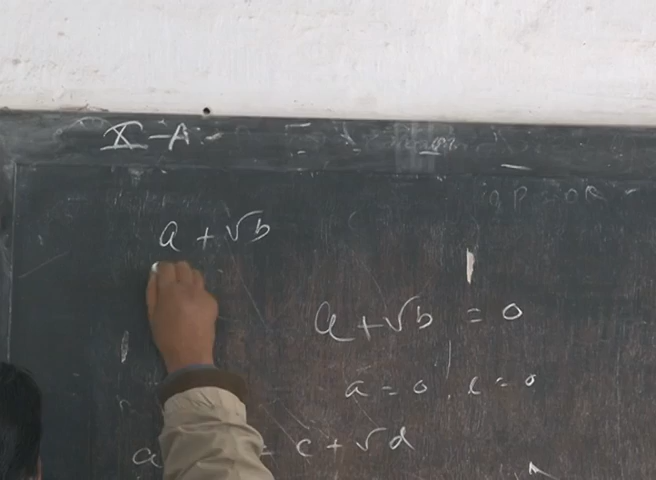 X-A
a + √b
a + √b = 0
a = 0, c = 0
a = c + √d